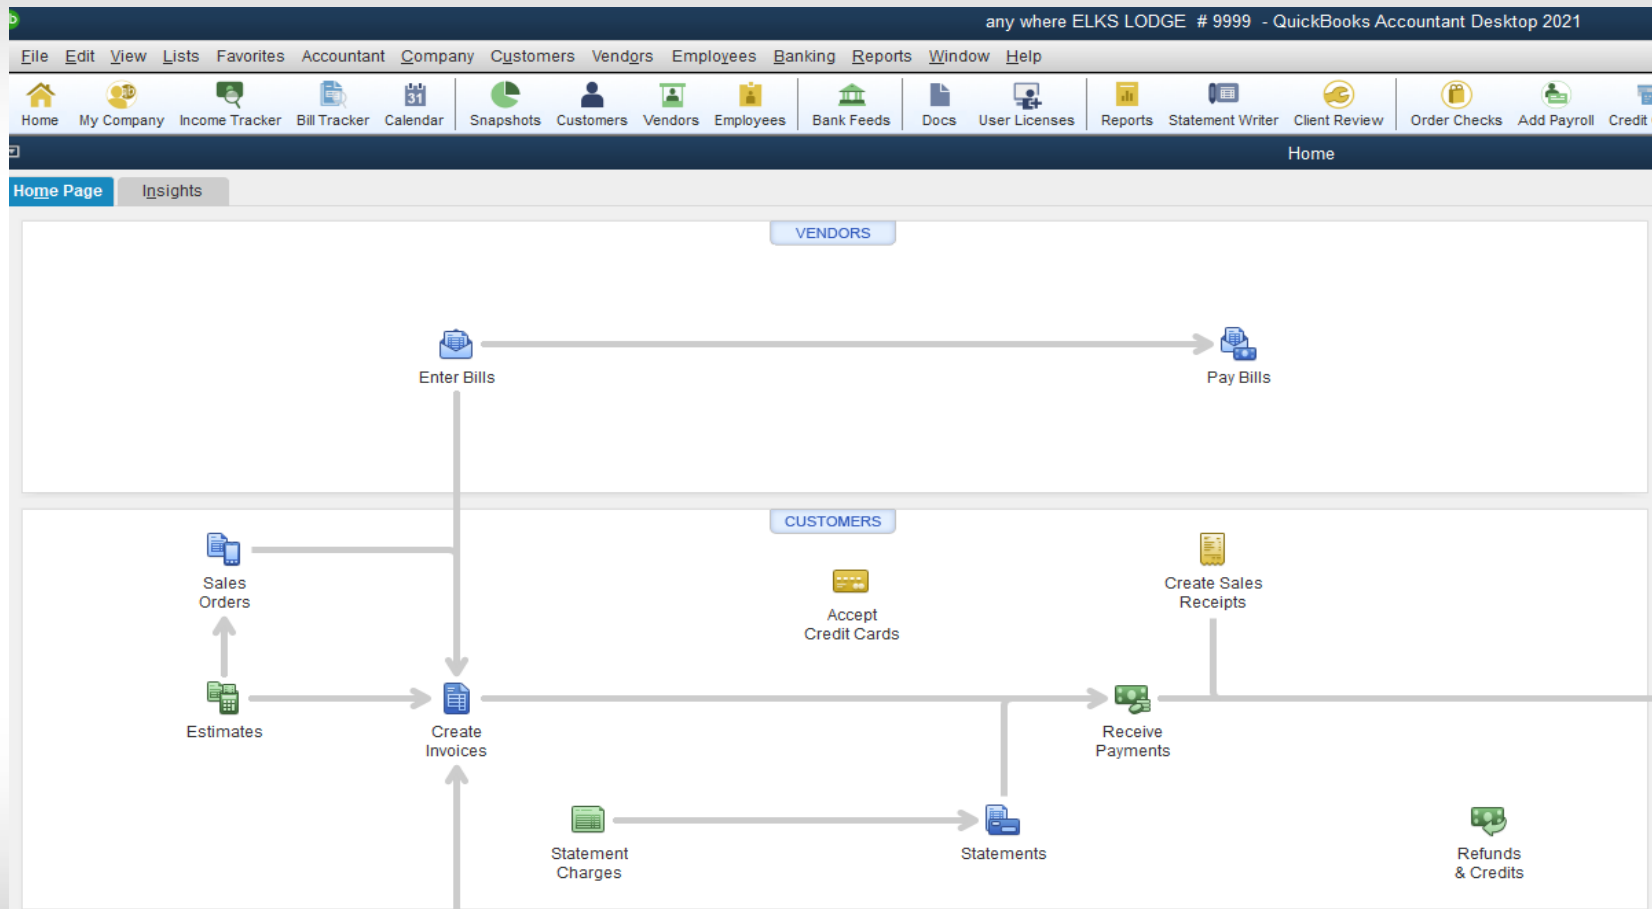 any where ELKS LODGE # 9999 - QuickBooks Accountant Desktop 2021
File Edit View Lists Favorites Accountant Company Customers Vendors Employees Banking Reports Window Help
31
Home My Company Income Tracker Bill Tracker Calendar Snapshots Customers Vendors Employees Bank Feeds Docs User Licenses Reports Statement Writer Client Review Order Checks Add Payroll Credit
Home
Home Page Insights
VENDORS
Enter Bills Pay Bills
CUSTOMERS
Sales
Orders
Accept
Credit Cards
Create Sales
Receipts
Estimates
Create
Invoices
Receive
Payments
Statement
Charges
Statements
Refunds
& Credits